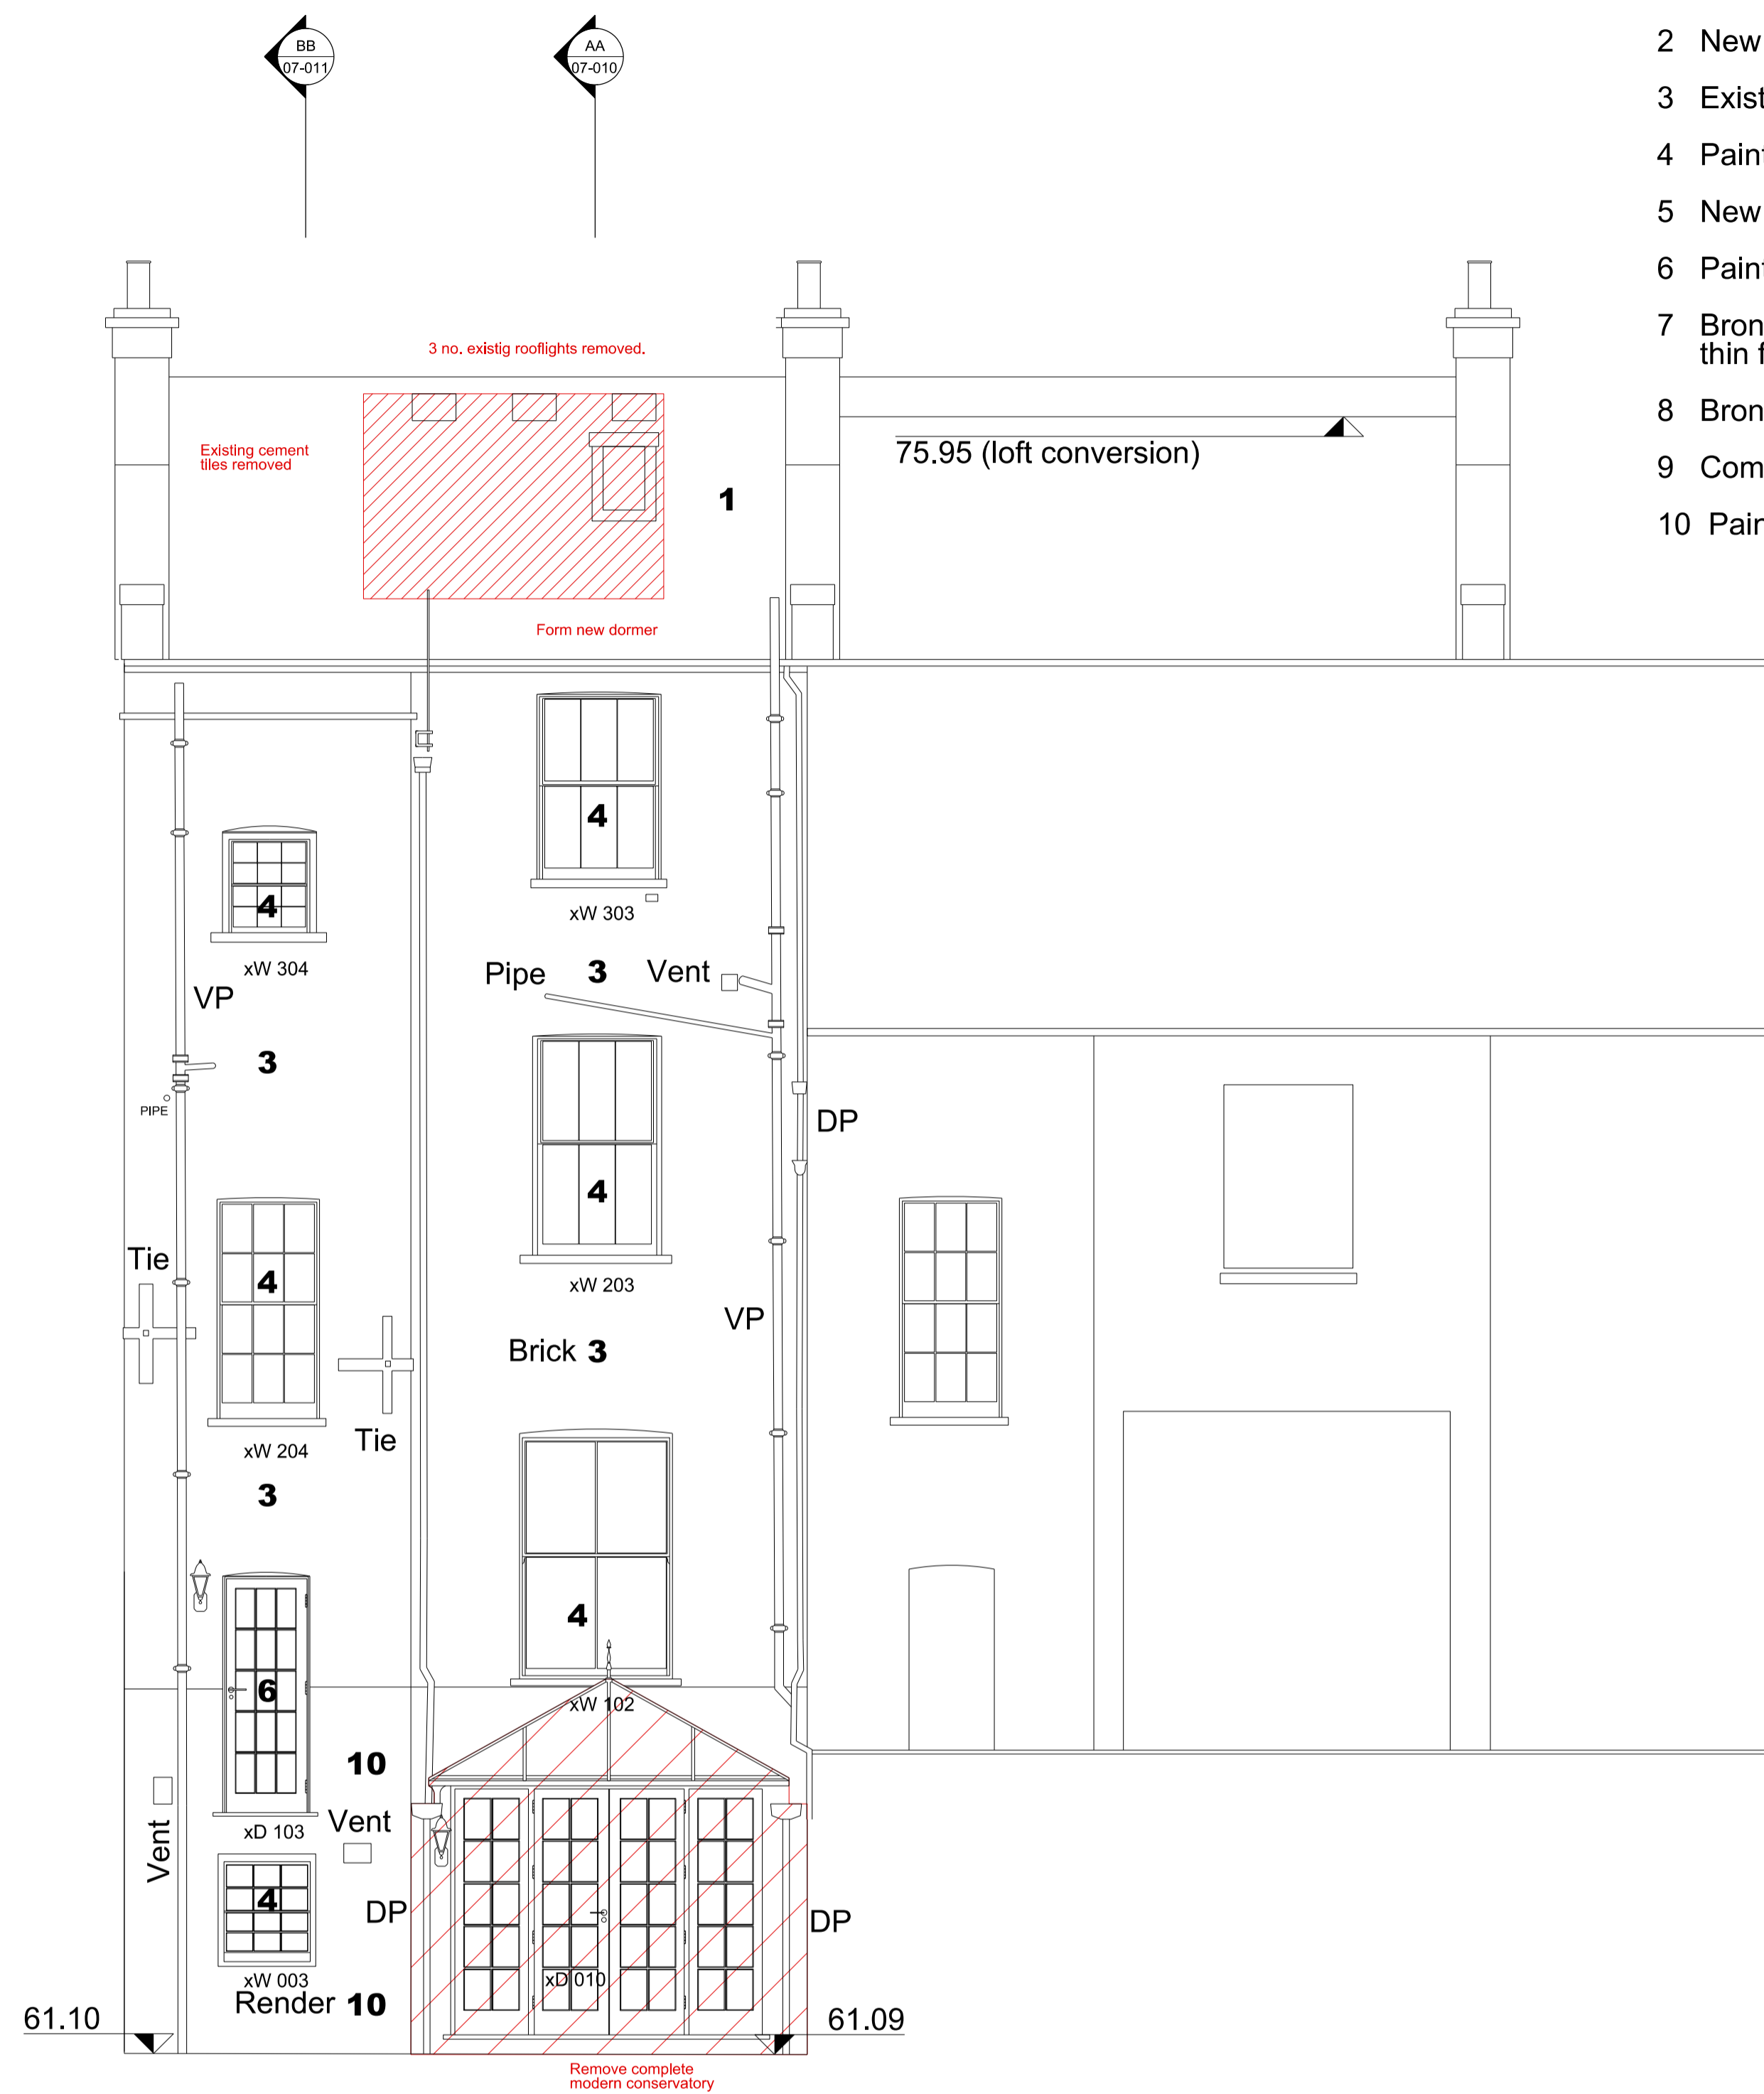 BB
07-011
AA
07-010
2 New
3 Exist
4 Paint
5 New
6 Paint
7 Bron
thin f
8 Bron
9 Com
10 Pain
3 no. existig rooflights removed.
Existing cement
tiles removed
75.95 (loft conversion)
1
Form new dormer
4
4
xW 303
xW 304
Pipe 3 Vent
VP
3
PIPE
DP
4
Tie
4
xW 203
VP
Brick 3
Tie
xW 204
3
4
6
xW 102
10
Vent
Vent
xD 103
4
DP
DP
xW 003
xD 010
Render 10
61.10
61.09
Remove complete
modern conservatory